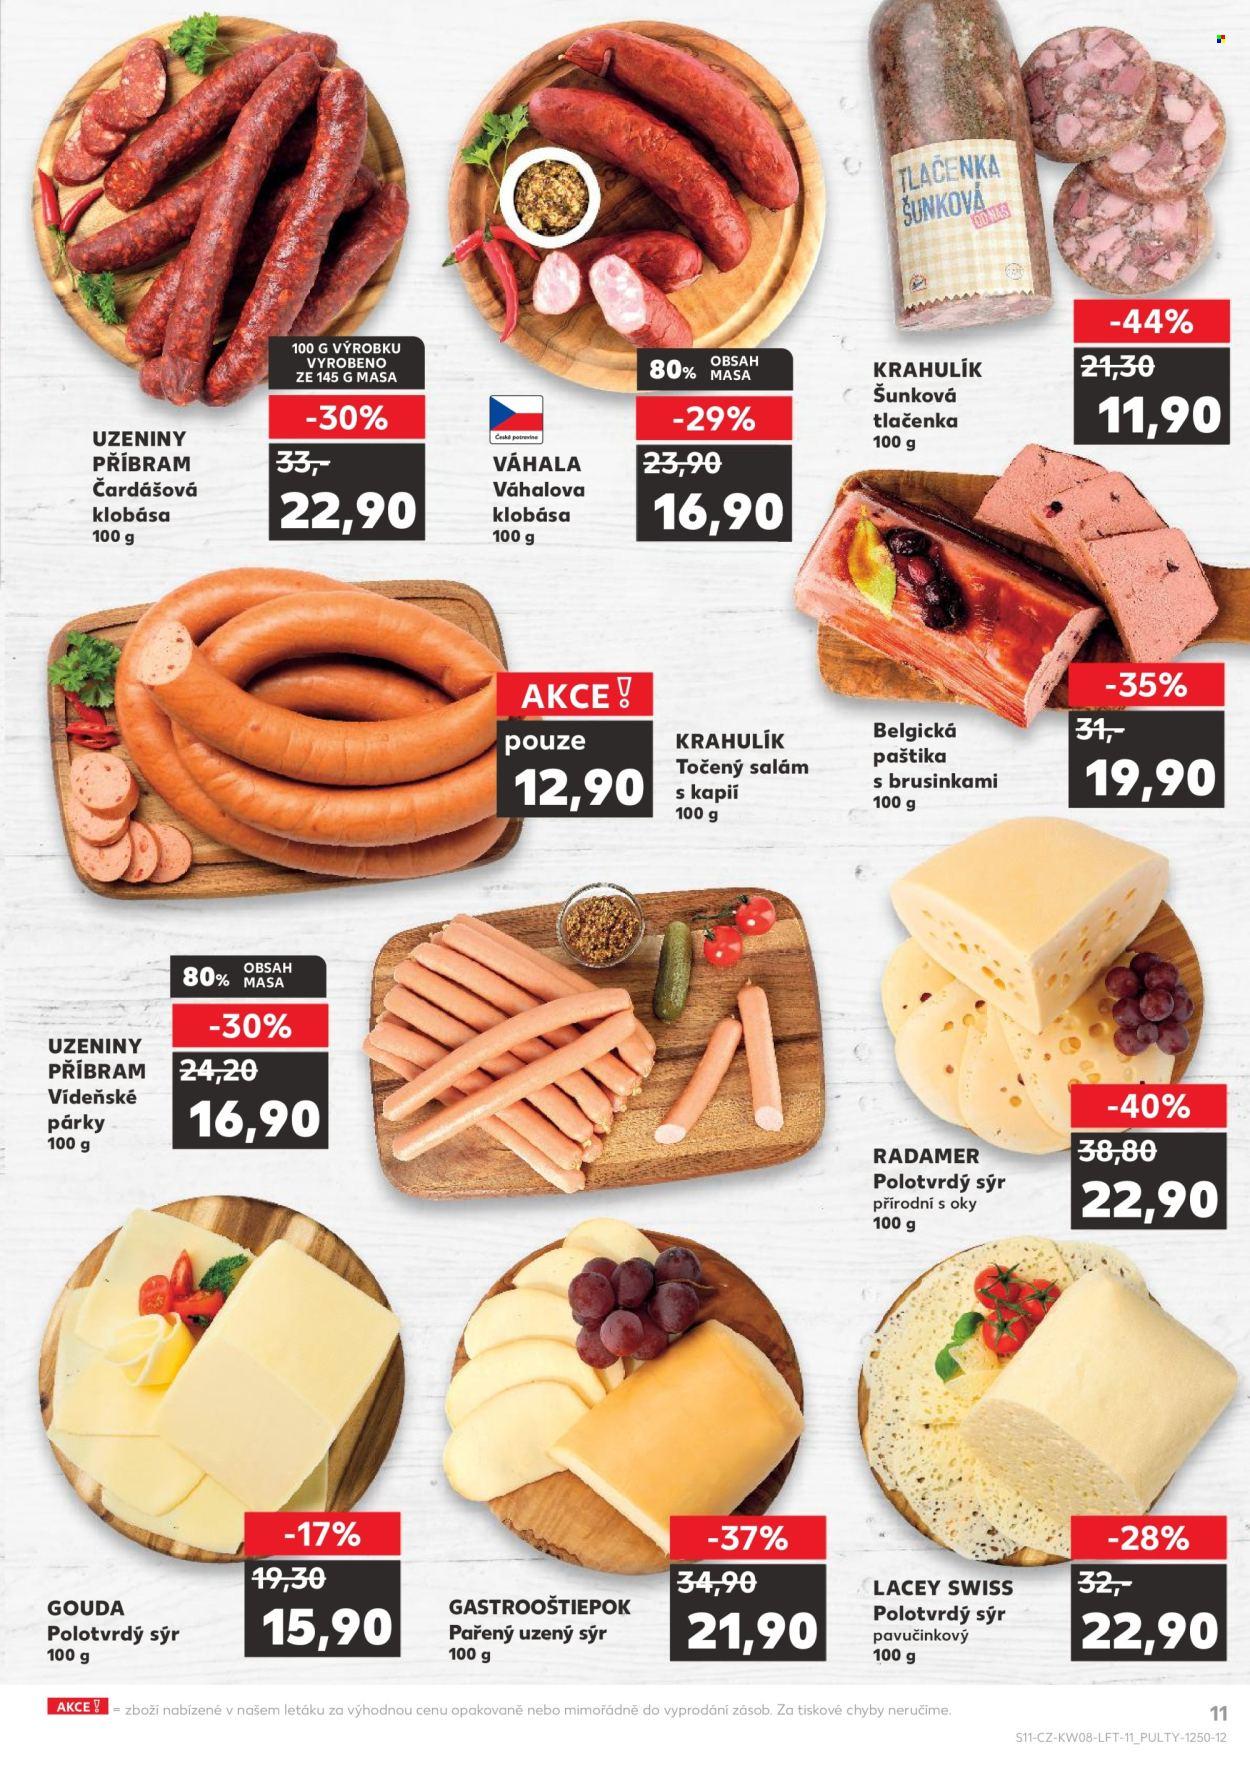 TLAČENKA
ŠUNKOVÁ
OD NÁS
100 G VÝROBKU
VYROBENO
ZE 145 G MASA
-30%
33,-
22,90
UZENINY
PŘÍBRAM
Čardášová
klobása
100 g
80% OBSAH
MASA
-29%
23,90
16,90
Česká potravina
VÁHALA
Váhalova
klobása
100 g
-44%
21,30
11,90
KRAHULÍK
Šunková
tlačenka
100 g
AKCE!
pouze
12,90
KRAHULÍK
Točený salám
s kapií
100 g
-35%
31,-
19,90
Belgická
paštika
s brusinkami
100 g
80% OBSAH
MASA
-30%
24,20
16,90
UZENINY
PŘÍBRAM
Vídeňské
párky
100 g
-40%
38,80
22,90
RADAMER
Polotvrdý sýr
přírodní s oky
100 g
-17%
19,30
15,90
GOUDA
Polotvrdý sýr
100 g
-37%
34,90
21,90
GASTROOŠTIEPOK
Pařený uzený sýr
100 g
-28%
32,-
22,90
LACEY SWISS
Polotvrdý sýr
pavučinkový
100 g
AKCE! = zboží nabízené v našem letáku za výhodnou cenu opakovaně nebo mimořádně do vyprodání zásob. Za tiskové chyby neručíme.
11
S11-CZ-KW08-LFT-11_PULTY-1250-12